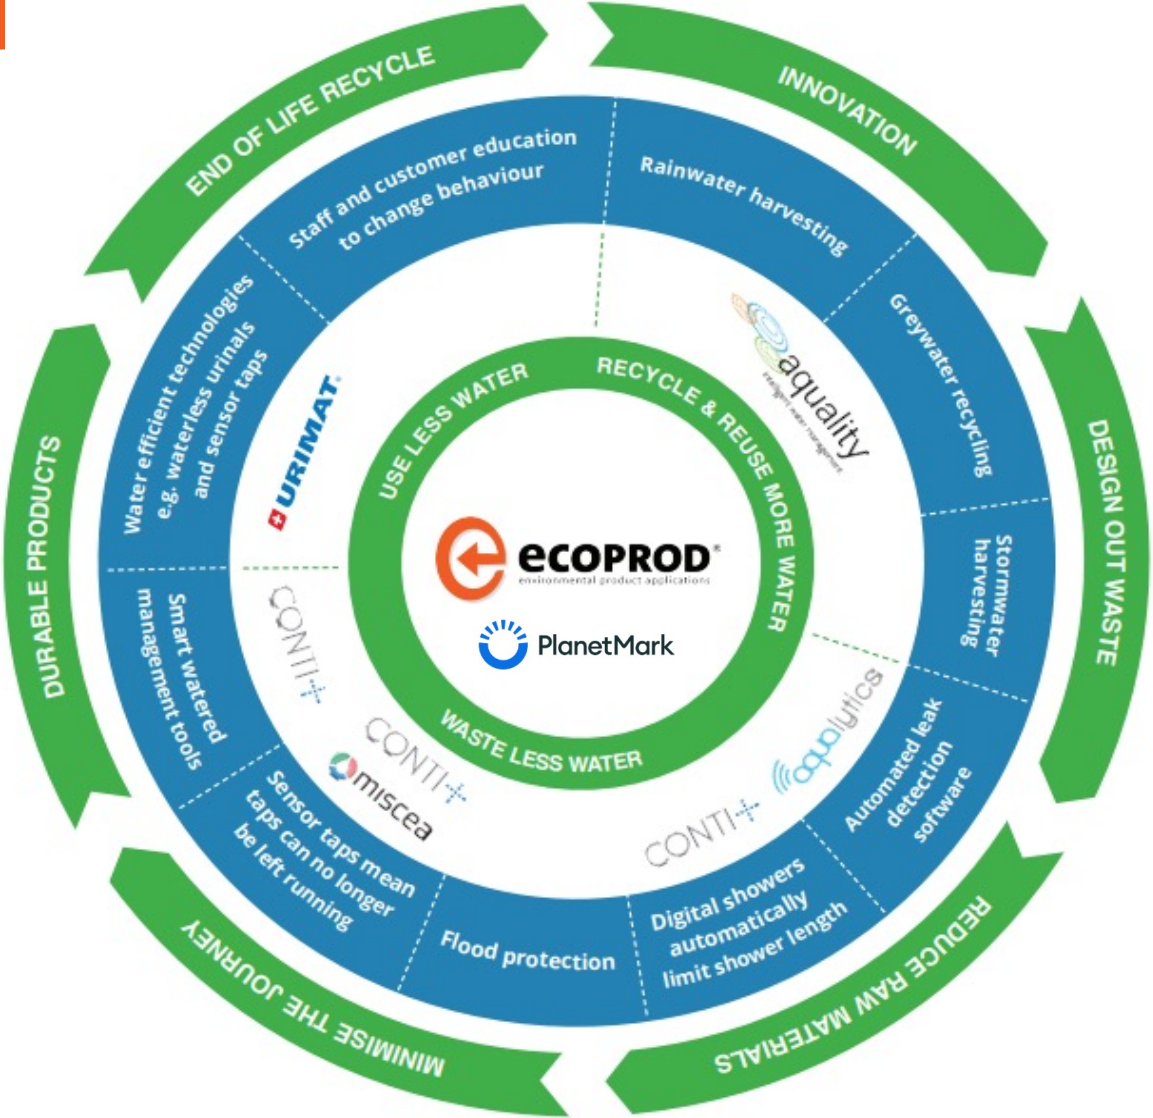 END OF LIFE RECYCLE
INNOVATION
DESIGN OUT WASTE
REDUCE RAW MATERIALS
MINIMISE THE JOURNEY
DURABLE PRODUCTS
Staff and customer education
to change behaviour
Rainwater harvesting
Greywater recycling
Stormwater
harvesting
Automated leak
detection
software
Digital showers
automatically
limit shower length
Flood protection
Sensor taps mean
taps can no longer
be left running
Smart watered
management tools
Water efficient technologies
e.g. waterless urinals
and sensor taps
URIMAT®
aquality
intelligent water management
aqualytics
CONTI+
CONTI+
miscea
CONTI+
USE LESS WATER
RECYCLE & REUSE MORE WATER
WASTE LESS WATER
ecoprod®
environmental product applications
PlanetMark